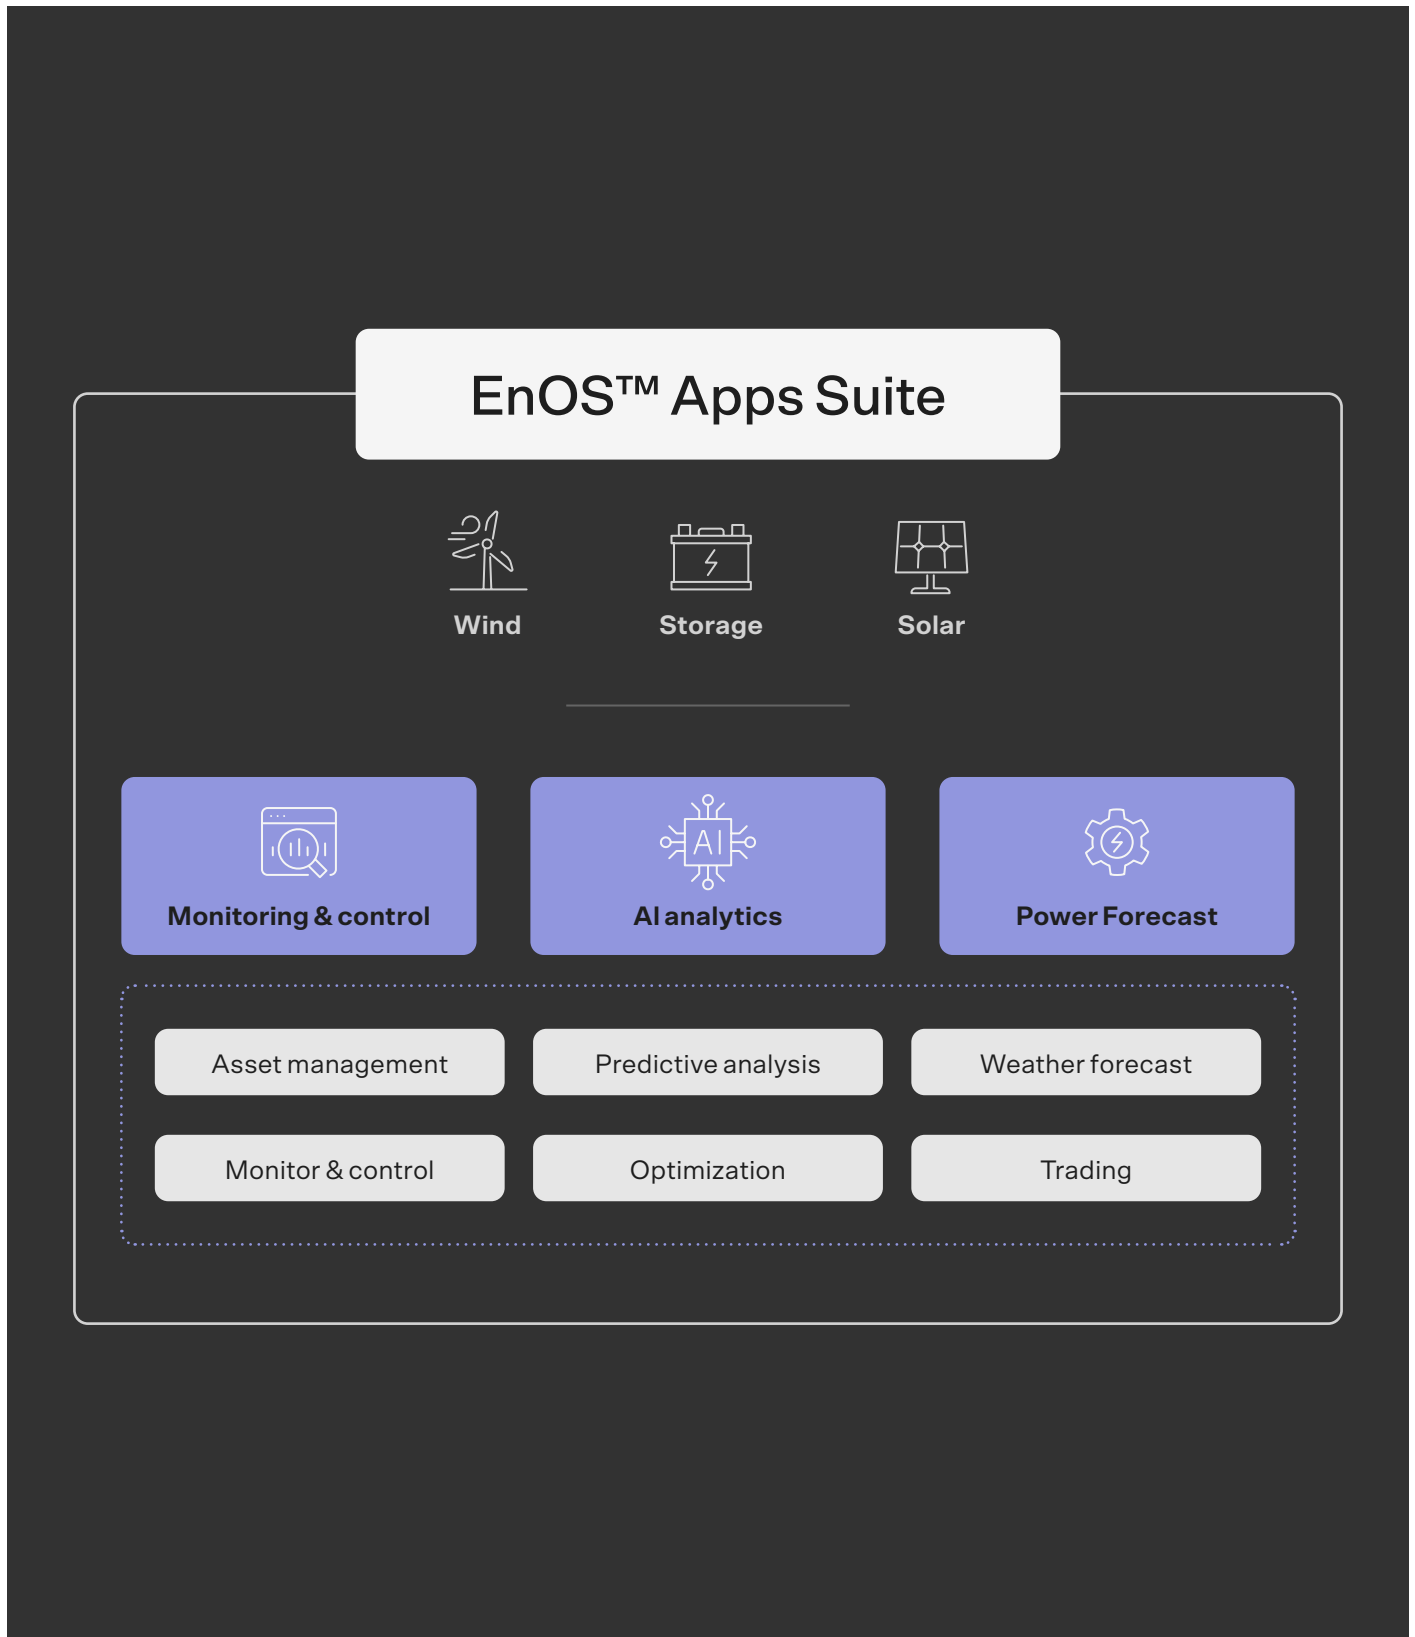 EnOS™ Apps Suite
Wind
Storage
Solar
Monitoring & control
AI
AI analytics
Power Forecast
Asset management
Predictive analysis
Weather forecast
Monitor & control
Optimization
Trading